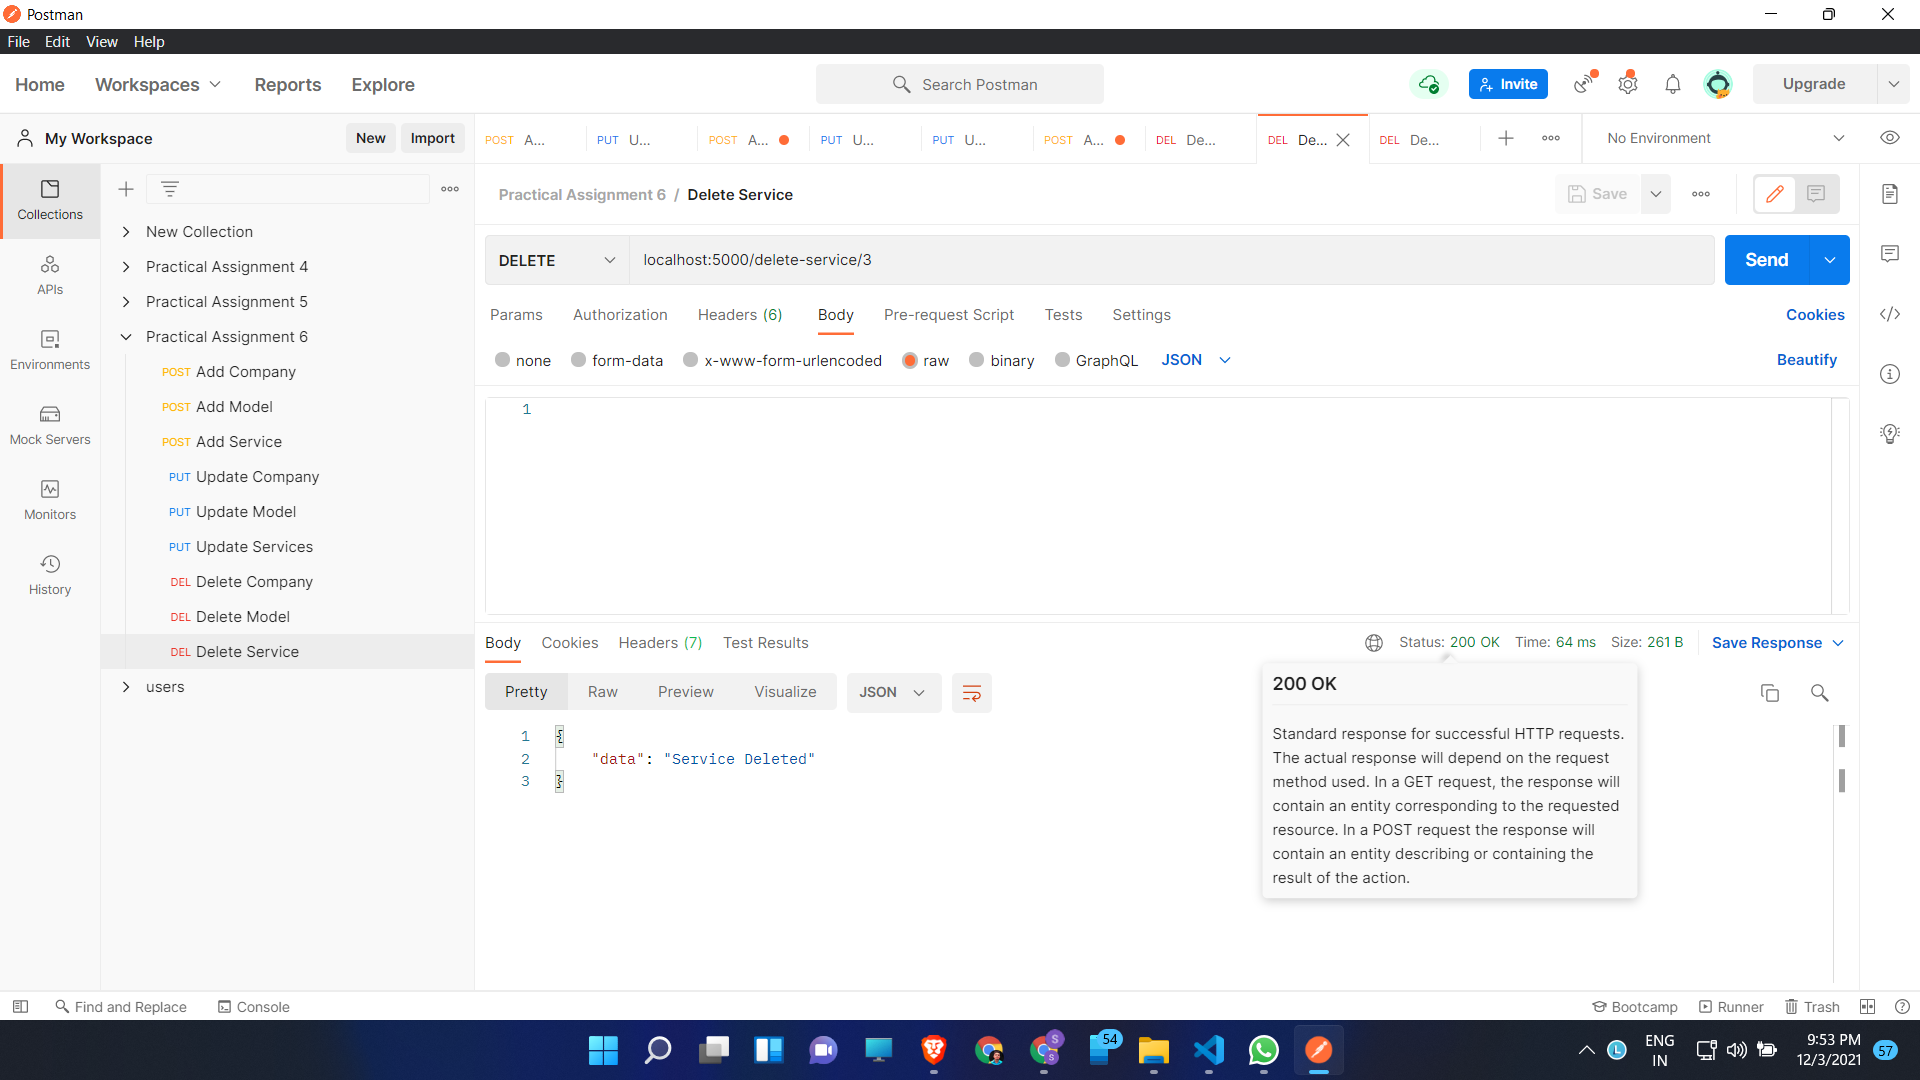 Postman
File Edit View Help
Home Workspaces Reports Explore
Search Postman
Invite
Upgrade
My Workspace
New Import
POST A...
PUT U...
POST A...
PUT U...
PUT U...
POST A...
DEL De...
DEL De...
DEL De...
No Environment
Collections
APIs
Environments
Mock Servers
Monitors
History
New Collection
Practical Assignment 4
Practical Assignment 5
Practical Assignment 6
POST Add Company
POST Add Model
POST Add Service
PUT Update Company
PUT Update Model
PUT Update Services
DEL Delete Company
DEL Delete Model
DEL Delete Service
users
Practical Assignment 6 / Delete Service
Save
DELETE localhost:5000/delete-service/3
Send
Params Authorization Headers (6) Body Pre-request Script Tests Settings
Cookies
none form-data x-www-form-urlencoded raw binary GraphQL JSON
Beautify
1
Body Cookies Headers (7) Test Results
Status: 200 OK Time: 64 ms Size: 261 B Save Response
Pretty Raw Preview Visualize JSON
1 {
2 "data": "Service Deleted"
3 }
200 OK
Standard response for successful HTTP requests.
The actual response will depend on the request
method used. In a GET request, the response will
contain an entity corresponding to the requested
resource. In a POST request the response will
contain an entity describing or containing the
result of the action.
Find and Replace Console
Bootcamp Runner Trash
S
S
54
L
ENG
IN
9:53 PM
12/3/2021
57